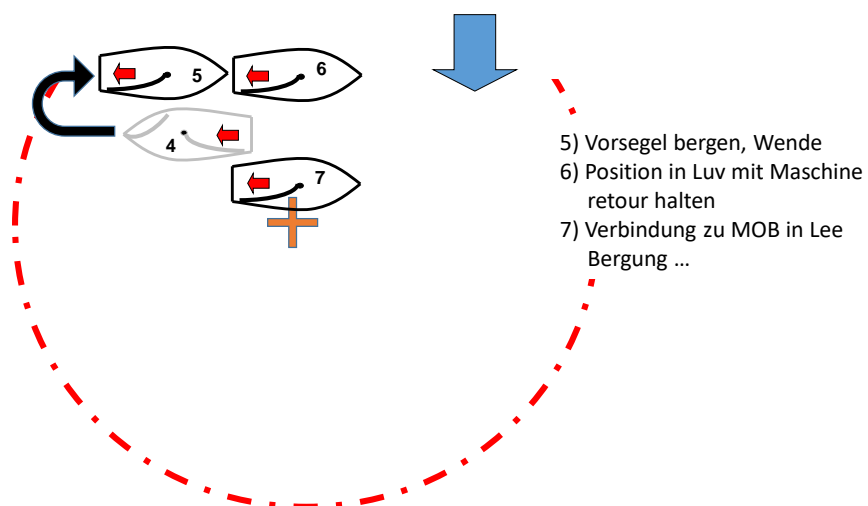 5
6
4
7
5) Vorsegel bergen, Wende
6) Position in Luv mit Maschine
retour halten
7) Verbindung zu MOB in Lee
Bergung ...